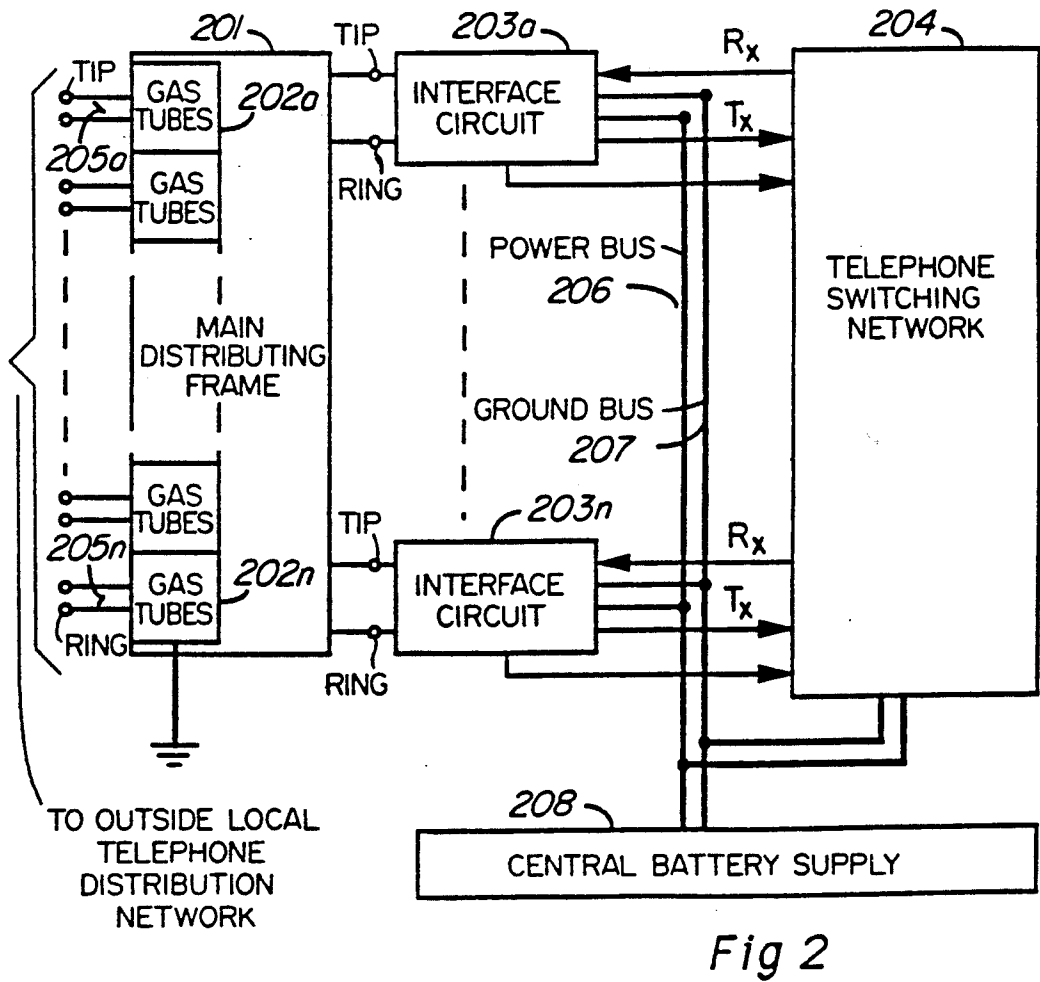 201
TIP
203a
204
TIP
GAS
TUBES
202a
INTERFACE
CIRCUIT
Rx
Tx
205a
GAS
TUBES
RING
POWER BUS
206
TELEPHONE
SWITCHING
NETWORK
MAIN
DISTRIBUTING
FRAME
GROUND BUS
207
GAS
TUBES
TIP
203n
Rx
205n
GAS
TUBES
202n
INTERFACE
CIRCUIT
Tx
RING
RING
208
CENTRAL BATTERY SUPPLY
TO OUTSIDE LOCAL
TELEPHONE
DISTRIBUTION
NETWORK
Fig 2